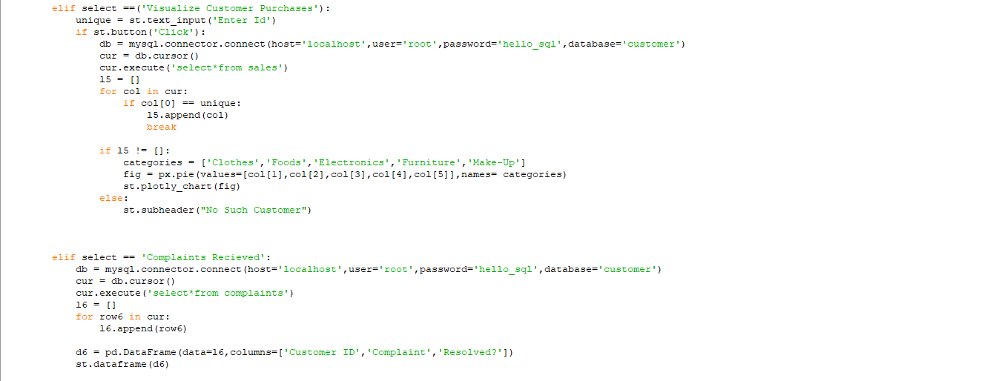 elif select ==('Visualize Customer Purchases'):
unique = st.text_input('Enter Id')
if st.button('Click'):
db = mysql.connector.connect(host='localhost',user='root',password='hello_sql',database='customer')
cur = db.cursor()
cur.execute('select*from sales')
l5 = []
for col in cur:
if col[0] == unique:
l5.append(col)
break
if l5 != []:
categories = ['Clothes','Foods','Electronics','Furniture','Make-Up']
fig = px.pie(values=[col[1],col[2],col[3],col[4],col[5]],names= categories)
st.plotly_chart(fig)
else:
st.subheader("No Such Customer")
elif select == 'Complaints Recieved':
db = mysql.connector.connect(host='localhost',user='root',password='hello_sql',database='customer')
cur = db.cursor()
cur.execute('select*from complaints')
l6 = []
for row6 in cur:
l6.append(row6)
d6 = pd.DataFrame(data=l6,columns=['Customer ID','Complaint','Resolved?'])
st.dataframe(d6)